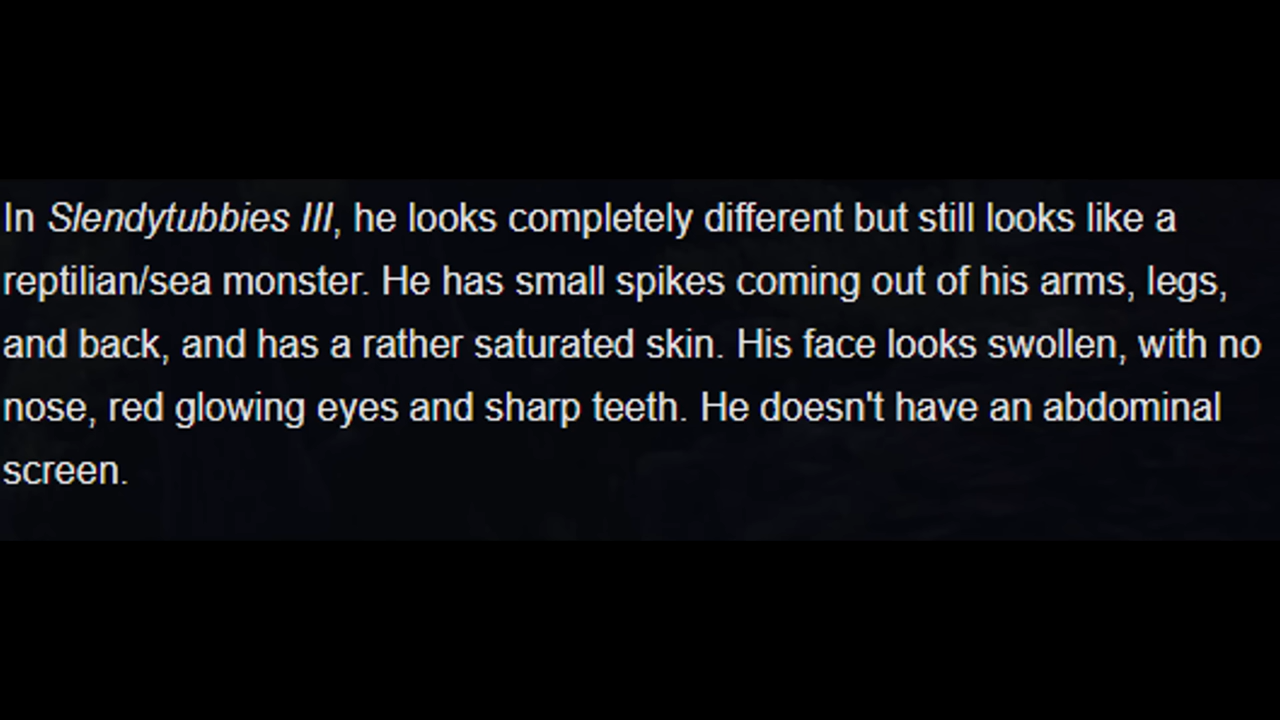 In Slendytubbies III, he looks completely different but still looks like a
reptilian/sea monster. He has small spikes coming out of his arms, legs,
and back, and has a rather saturated skin. His face looks swollen, with no
nose, red glowing eyes and sharp teeth. He doesn't have an abdominal
screen.